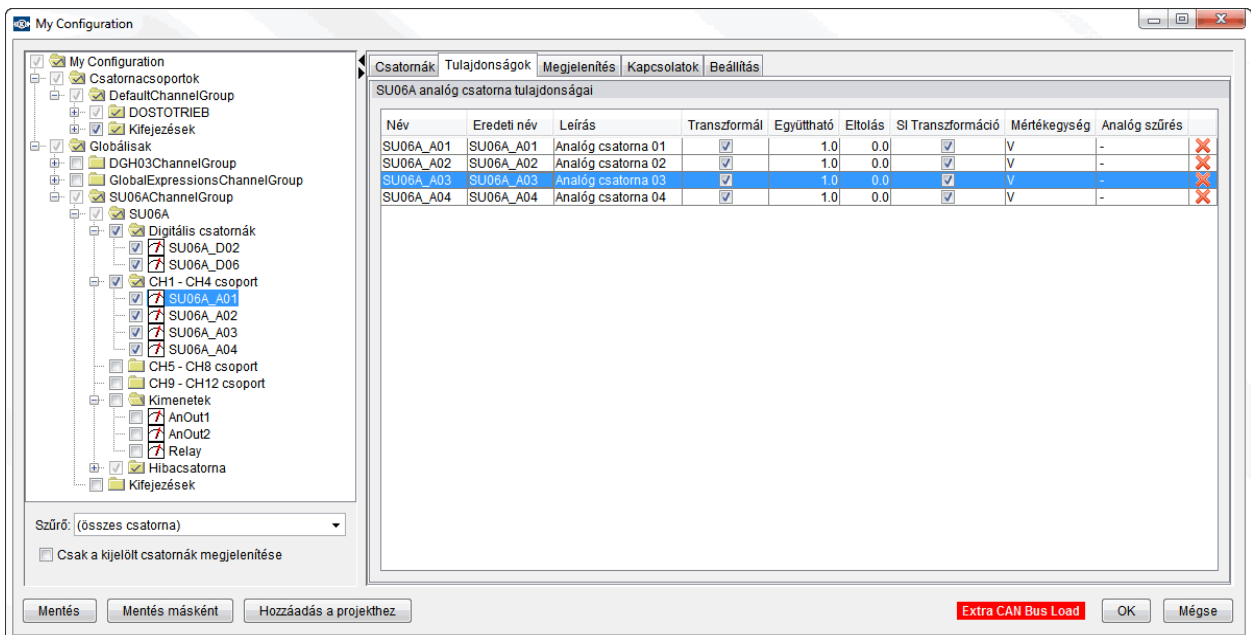 My Configuration
My Configuration
Csatornacsoportok
DefaultChannelGroup
DOSTOTRIEB
Kifejezések
Globálisak
DGH03ChannelGroup
GlobalExpressionsChannelGroup
SU06AChannelGroup
SU06A
Digitális csatornák
SU06A_D02
SU06A_D06
CH1 - CH4 csoport
SU06A_A01
SU06A_A02
SU06A_A03
SU06A_A04
CH5 - CH8 csoport
CH9 - CH12 csoport
Kimenetek
AnOut1
AnOut2
Relay
Hibacsatorna
Kifejezések
Szűrő: (összes csatorna)
Csak a kijelölt csatornák megjelenítése
Csatornák Tulajdonságok Megjelenítés Kapcsolatok Beállítás
SU06A analóg csatorna tulajdonságai
Név Eredeti név Leírás Transzformál Együttható Eltolás SI Transzformáció Mértékegység Analóg szűrés
SU06A_A01 SU06A_A01 Analóg csatorna 01 1.0 0.0 V -
SU06A_A02 SU06A_A02 Analóg csatorna 02 1.0 0.0 V -
SU06A_A03 SU06A_A03 Analóg csatorna 03 1.0 0.0 V -
SU06A_A04 SU06A_A04 Analóg csatorna 04 1.0 0.0 V -
Mentés Mentés másként Hozzáadás a projekthez Extra CAN Bus Load OK Mégse